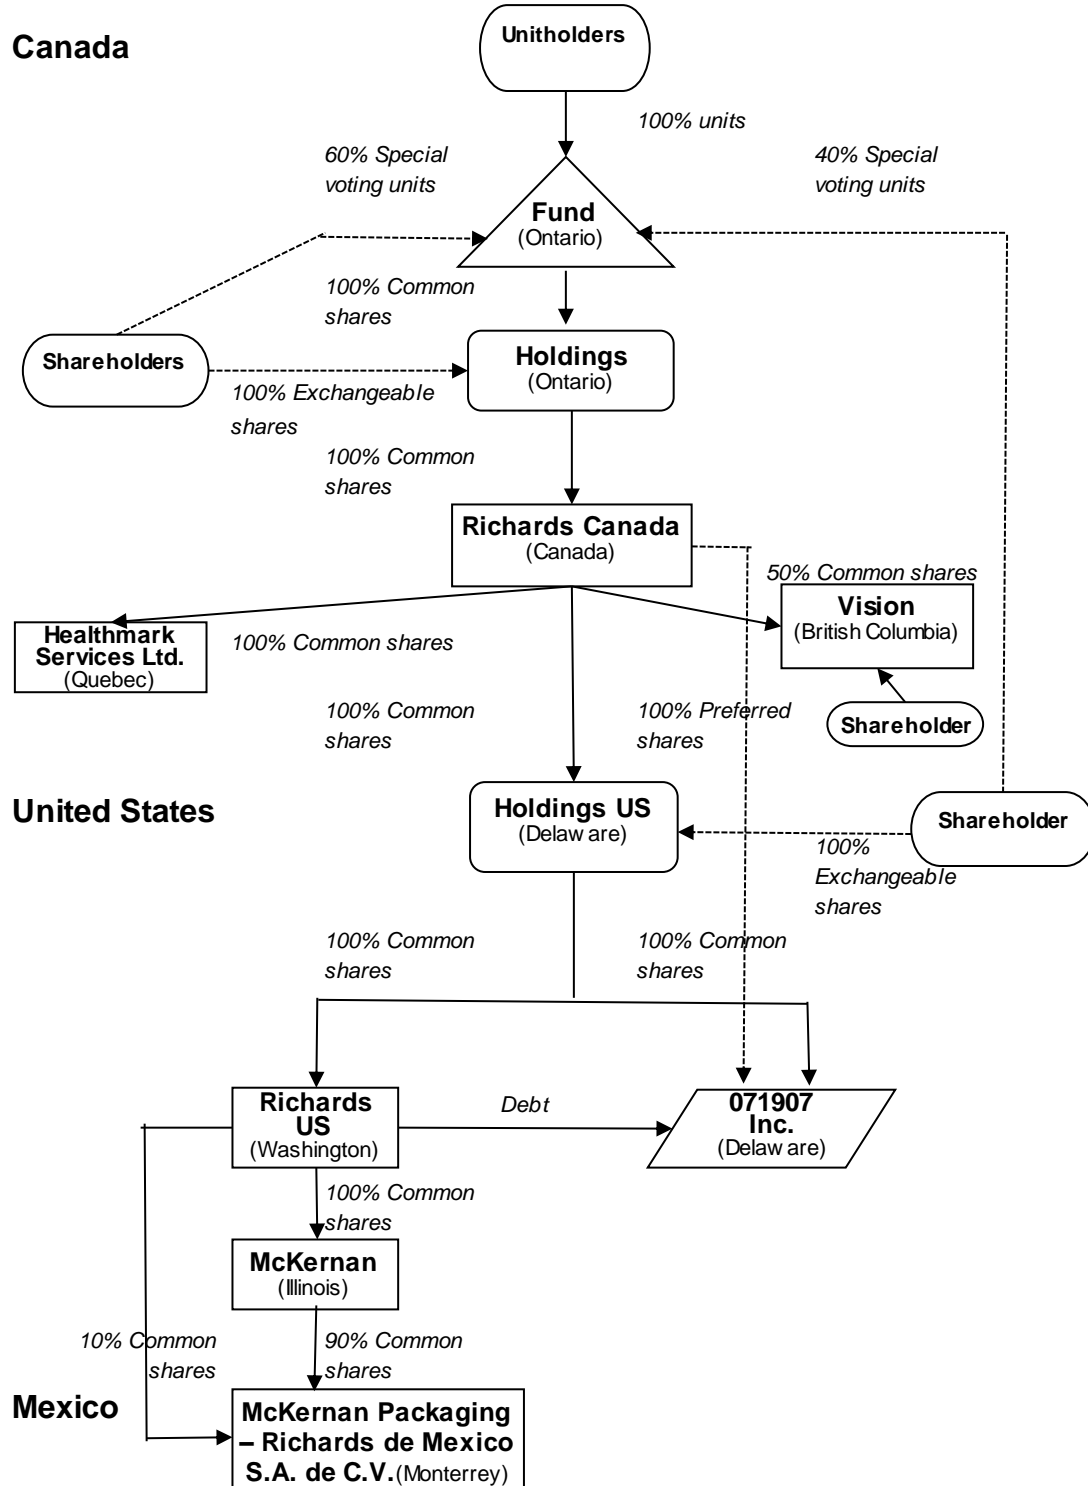 Canada
Unitholders
100% units
60% Special
voting units
40% Special
voting units
Fund
(Ontario)
100% Common
shares
Shareholders
Holdings
(Ontario)
100% Exchangeable
shares
100% Common
shares
Richards Canada
(Canada)
50% Common shares
Vision
(British Columbia)
Healthmark
Services Ltd.
(Quebec)
100% Common shares
100% Common
shares
100% Preferred
shares
Shareholder
United States
Holdings US
(Delaware)
Shareholder
100%
Exchangeable
shares
100% Common
shares
100% Common
shares
Richards
US
(Washington)
Debt
071907
Inc.
(Delaware)
100% Common
shares
McKernan
(Illinois)
10% Common
shares
90% Common
shares
Mexico
McKernan Packaging
– Richards de Mexico
S.A. de C.V. (Monterrey)